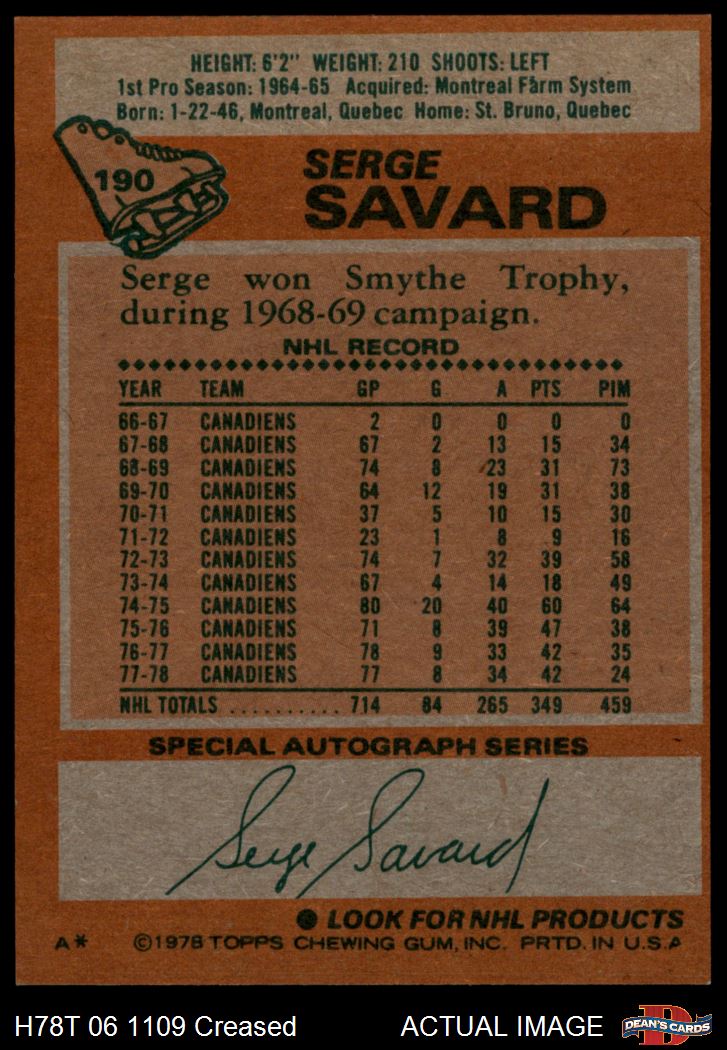 HEIGHT: 6'2" WEIGHT: 210 SHOOTS: LEFT
1st Pro Season: 1964-65 Acquired: Montreal Farm System
Born: 1-22-46, Montreal, Quebec Home: St. Bruno, Quebec
190
SERGE
SAVARD
Serge won Smythe Trophy,
during 1968-69 campaign.
NHL RECORD
YEAR TEAM GP G A PTS PIM
66-67 CANADIENS 2 0 0 0 0
67-68 CANADIENS 67 2 13 15 34
68-69 CANADIENS 74 8 23 31 73
69-70 CANADIENS 64 12 19 31 38
70-71 CANADIENS 37 5 10 15 30
71-72 CANADIENS 23 1 8 9 16
72-73 CANADIENS 74 7 32 39 58
73-74 CANADIENS 67 4 14 18 49
74-75 CANADIENS 80 20 40 60 64
75-76 CANADIENS 71 8 39 47 38
76-77 CANADIENS 78 9 33 42 35
77-78 CANADIENS 77 8 34 42 24
NHL TOTALS .......... 714 84 265 349 459
SPECIAL AUTOGRAPH SERIES
Serge Savard
● LOOK FOR NHL PRODUCTS
A* ©1978 TOPPS CHEWING GUM, INC. PRTD. IN U.S.A
H78T 06 1109 Creased ACTUAL IMAGE
D
DEAN'S CARDS